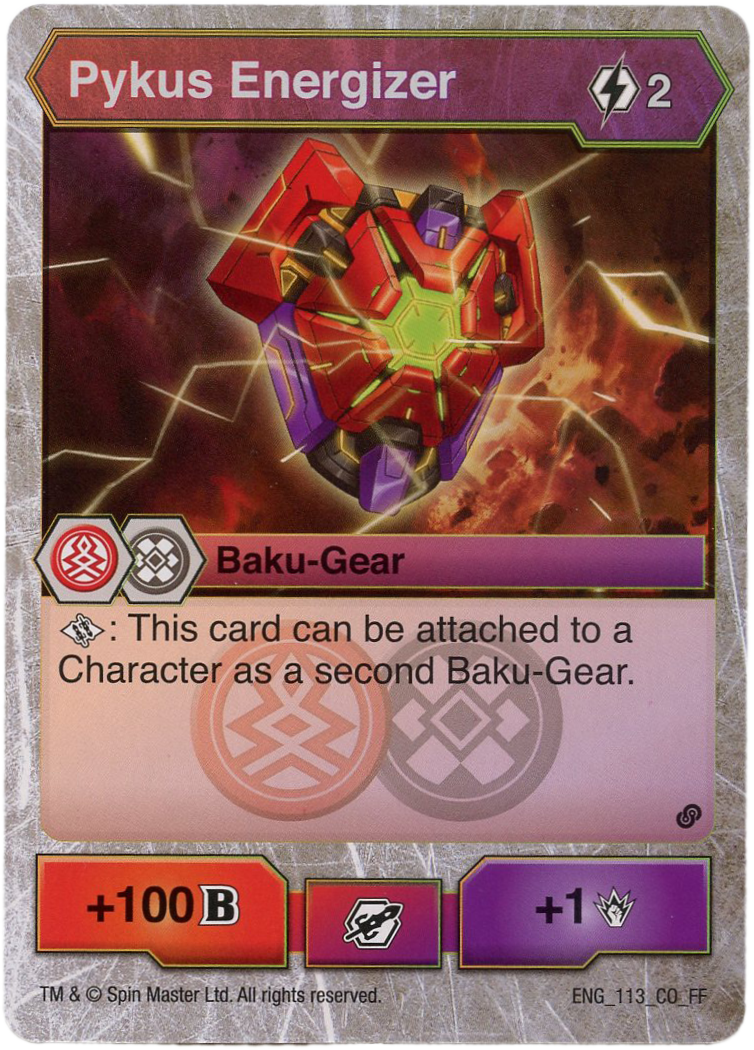 Pykus Energizer 2
Baku-Gear
: This card can be attached to a
Character as a second Baku-Gear.
+100 B
+1
TM & © Spin Master Ltd. All rights reserved. ENG_113_CO_FF